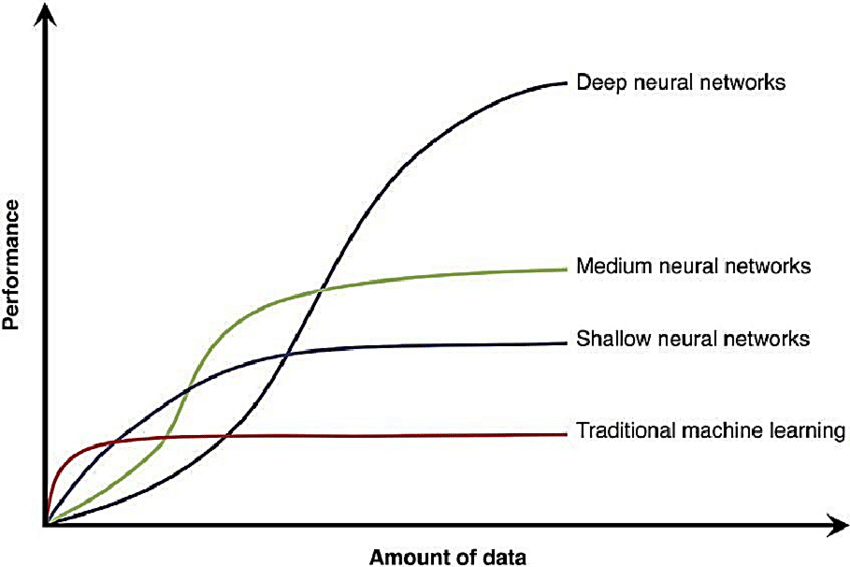 Deep neural networks
Medium neural networks
Shallow neural networks
Traditional machine learning
Performance
Amount of data